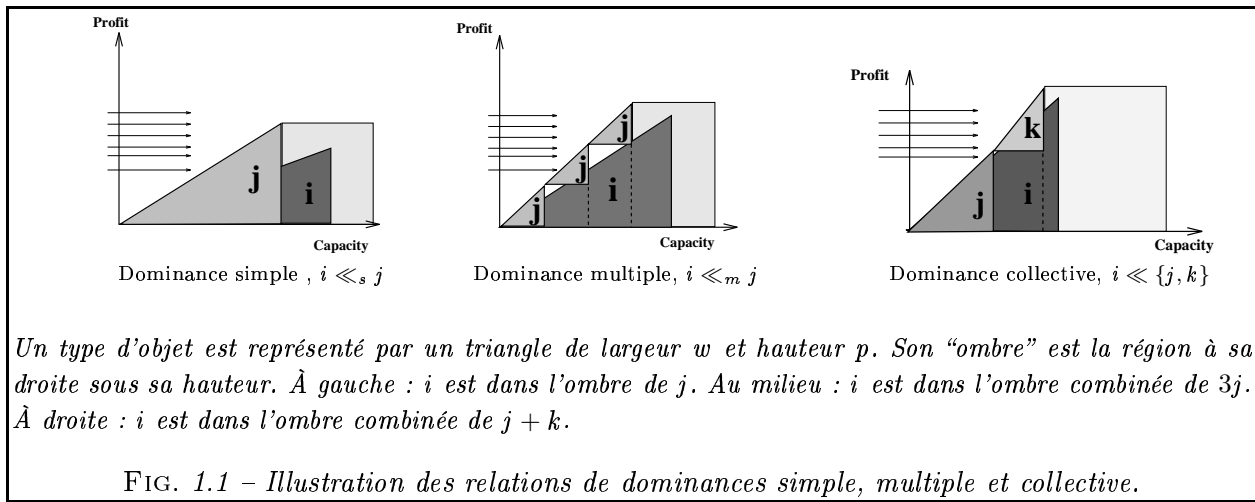 Profit
j
i
Capacity
Dominance simple , i ≪s j
Profit
j
j
j
i
Capacity
Dominance multiple, i ≪m j
Profit
k
j
i
Capacity
Dominance collective, i ≪ {j, k}
Un type d'objet est représenté par un triangle de largeur w et hauteur p. Son “ombre” est la région à sa
droite sous sa hauteur. À gauche : i est dans l'ombre de j. Au milieu : i est dans l'ombre combinée de 3j.
À droite : i est dans l'ombre combinée de j + k.
FIG. 1.1 – Illustration des relations de dominances simple, multiple et collective.